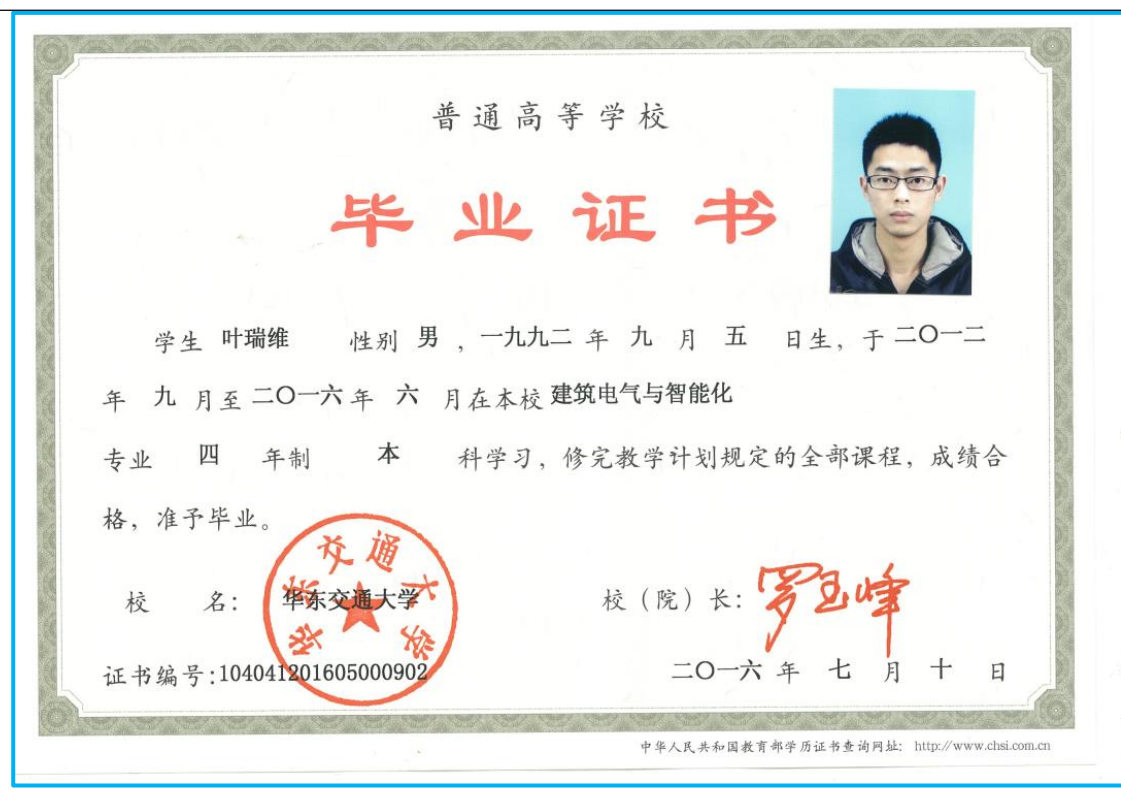 普通高等学校
毕业证书
学生 叶瑞维 性别 男 ，一九九二 年 九 月 五 日生，于 二〇一二
年 九 月至 二〇一六 年 六 月在本校 建筑电气与智能化
专业 四 年制 本 科学习，修完教学计划规定的全部课程，成绩合
格，准予毕业。
华东交通大学
校 名： 华东交通大学
校（院）长： 罗玉峰
证书编号:104041201605000902
二〇一六 年 七 月 十 日
中华人民共和国教育部学历证书查询网址： http://www.chsi.com.cn